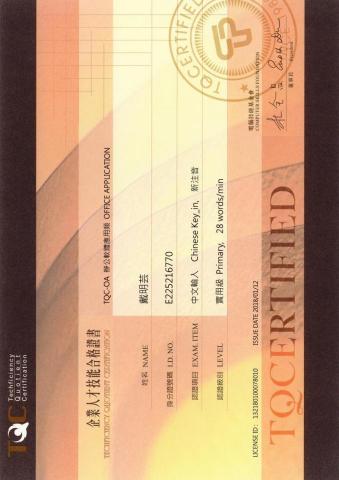 TQC
Techficiency
Quotient
Certification
企業人才技能合格證書
TECHFICIENCY QUOTIENT CERTIFICATION
TQC-OA 辦公軟體應用類 OFFICE APPLICATION
姓名 NAME 戴明芸
身分證號碼 I.D. NO. E225216770
認證項目 EXAM. ITEM 中文輸入 Chinese Key_in, 新注音
認證級別 LEVEL 實用級 Primary, 28 words/min
LICENSE ID： 13218010007B010 ISSUE DATE 2018/01/12
TQCERTIFIED
TQCERTIFIED
電腦技能基金會
COMPUTER SKILLS FOUNDATION
董事長